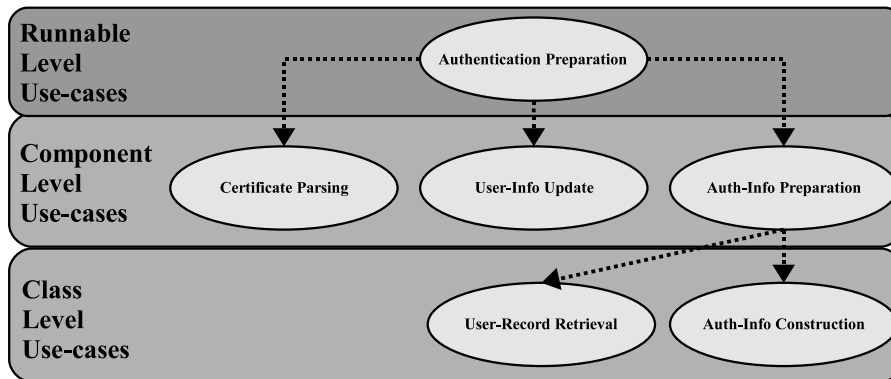 Runnable
Level
Use-cases
Authentication Preparation
Component
Level
Use-cases
Certificate Parsing
User-Info Update
Auth-Info Preparation
Class
Level
Use-cases
User-Record Retrieval
Auth-Info Construction